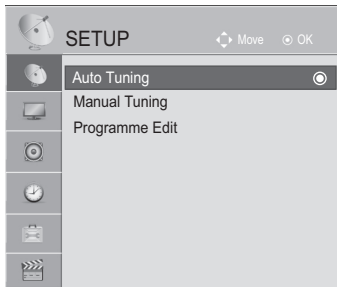 SETUP
Move
OK
Auto Tuning
Manual Tuning
Programme Edit